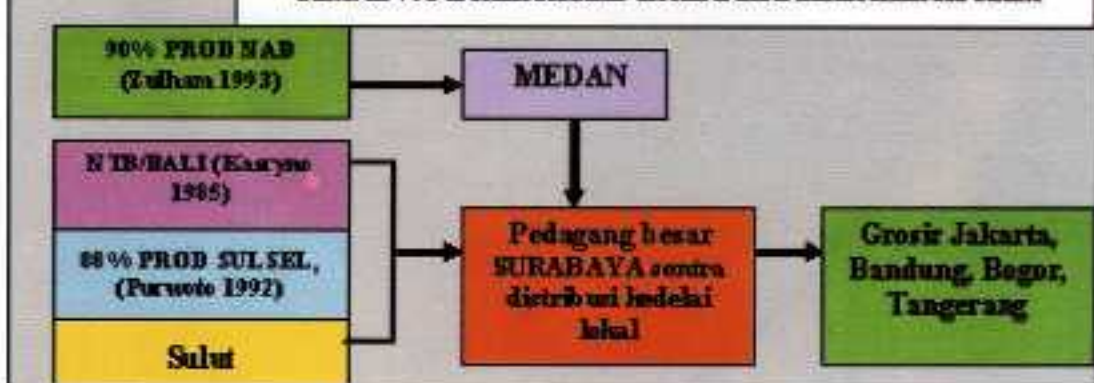 90% PROD NAD
(Zulham 1993)
MEDAN
NTB/BALI (Kasryno
1985)
88% PROD SULSEL,
(Purwoto 1992)
Sulut
Pedagang besar
SURABAYA sentra
distribusi kedelai
lokal
Grosir Jakarta,
Bandung, Bogor,
Tangerang